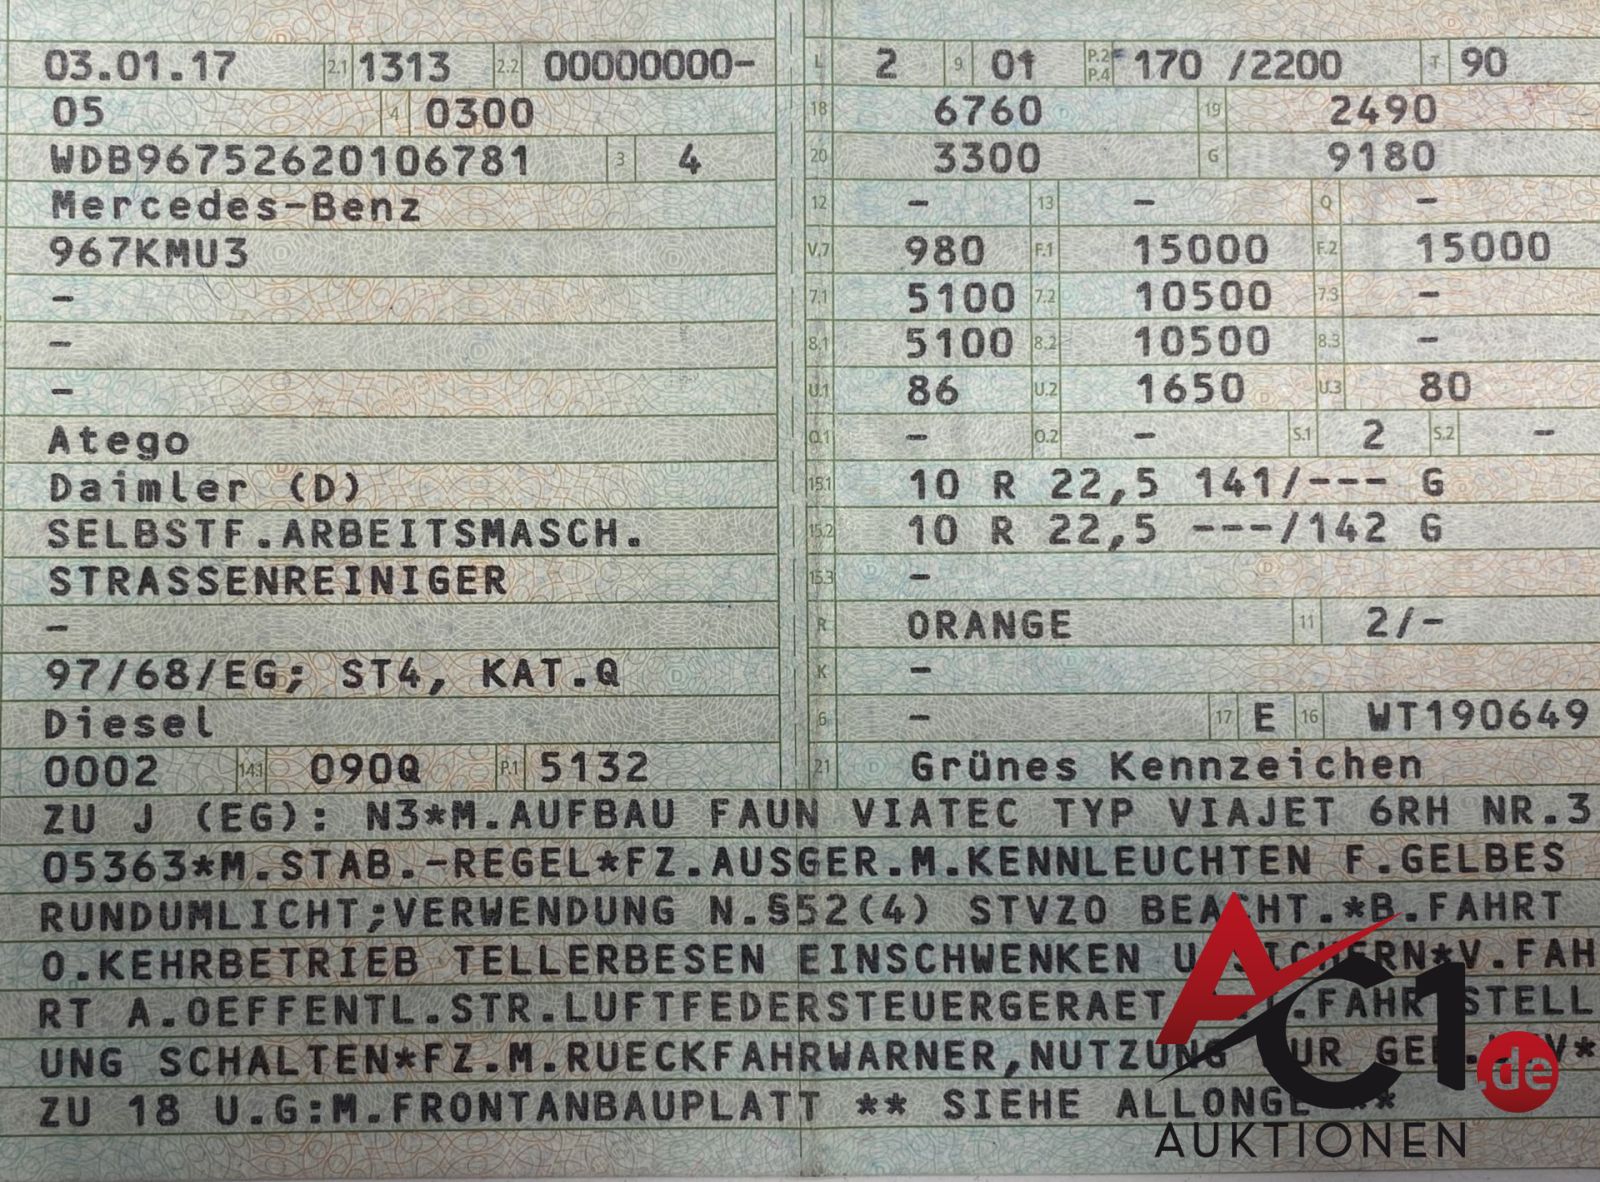 03.01.17 2.1 1313 2.2 00000000- L 2 9 01 P.2 P.4 170 /2200 T 90
05 4 0300 18 6760 19 2490
WDB96752620106781 3 4 20 3300 G 9180
Mercedes-Benz 12 - 13 - Q -
967KMU3 V.7 980 F.1 15000 F.2 15000
- 7.1 5100 7.2 10500 7.3 -
- 8.1 5100 8.2 10500 8.3 -
- U.1 86 U.2 1650 U.3 80
Atego O.1 - O.2 - S.1 2 S.2 -
Daimler (D) 15.1 10 R 22,5 141/--- G
SELBSTF.ARBEITSMASCH. 15.2 10 R 22,5 ---/142 G
STRASSENREINIGER 15.3 -
- R ORANGE 11 2/-
97/68/EG; ST4, KAT.Q K -
Diesel 6 - 17 E 16 WT190649
0002 14.1 090Q P.1 5132 21 Grünes Kennzeichen
ZU J (EG): N3*M.AUFBAU FAUN VIATEC TYP VIAJET 6RH NR.3
05363*M.STAB.-REGEL*FZ.AUSGER.M.KENNLEUCHTEN F.GELBES
RUNDUMLICHT;VERWENDUNG N.§52(4) STVZO BEACHT.*B.FAHRT
O.KEHRBETRIEB TELLERBESEN EINSCHWENKEN U.SICHERN*V.FAH
RT A.OEFFENTL.STR.LUFTFEDERSTEUERGERAET FAHRSTELL
UNG SCHALTEN*FZ.M.RUECKFAHRWARNER,NUTZUNG
ZU 18 U.G:M.FRONTANBAUPLATT ** SIEHE ALLONGE **
AC1.de
AUKTIONEN